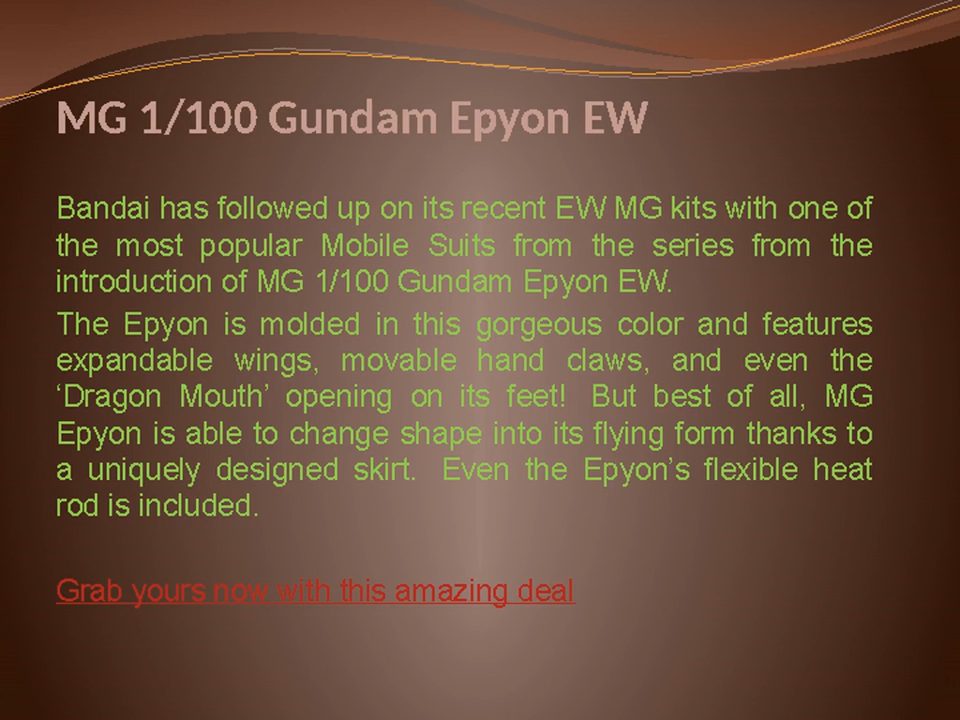 MG 1/100 Gundam Epyon EW
Bandai has followed up on its recent EW MG kits with one of
the most popular Mobile Suits from the series from the
introduction of MG 1/100 Gundam Epyon EW.
The Epyon is molded in this gorgeous color and features
expandable wings, movable hand claws, and even the
‘Dragon Mouth’ opening on its feet! But best of all, MG
Epyon is able to change shape into its flying form thanks to
a uniquely designed skirt. Even the Epyon’s flexible heat
rod is included.
Grab yours now with this amazing deal